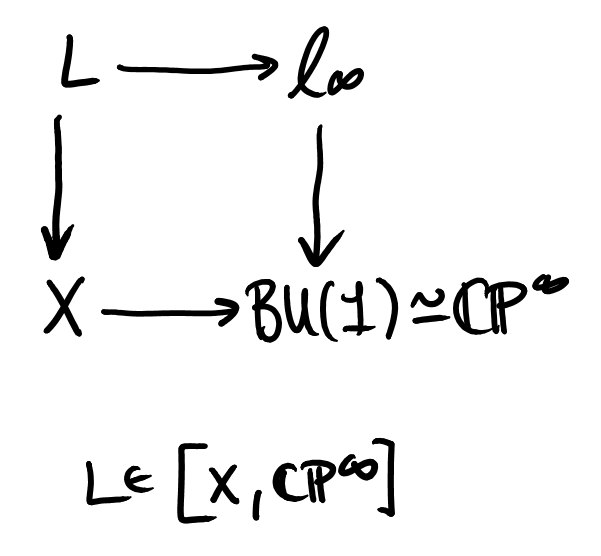 L → ℓ∞
↓ ↓
X → BU(1) ≃ ℂℙ^∞
L ∈ [X, ℂℙ^∞]